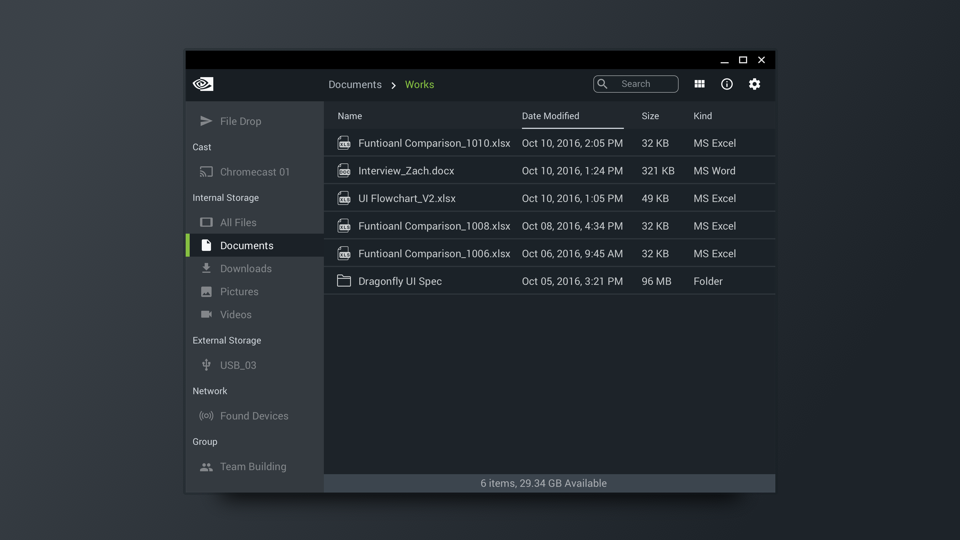 Documents > Works
Search
File Drop
Cast
Chromecast 01
Internal Storage
All Files
Documents
Downloads
Pictures
Videos
External Storage
USB_03
Network
Found Devices
Group
Team Building
Name Date Modified Size Kind
Funtioanl Comparison_1010.xlsx Oct 10, 2016, 2:05 PM 32 KB MS Excel
Interview_Zach.docx Oct 10, 2016, 1:24 PM 321 KB MS Word
UI Flowchart_V2.xlsx Oct 10, 2016, 1:05 PM 49 KB MS Excel
Funtioanl Comparison_1008.xlsx Oct 08, 2016, 4:34 PM 32 KB MS Excel
Funtioanl Comparison_1006.xlsx Oct 06, 2016, 9:45 AM 32 KB MS Excel
Dragonfly UI Spec Oct 05, 2016, 3:21 PM 96 MB Folder
6 items, 29.34 GB Available